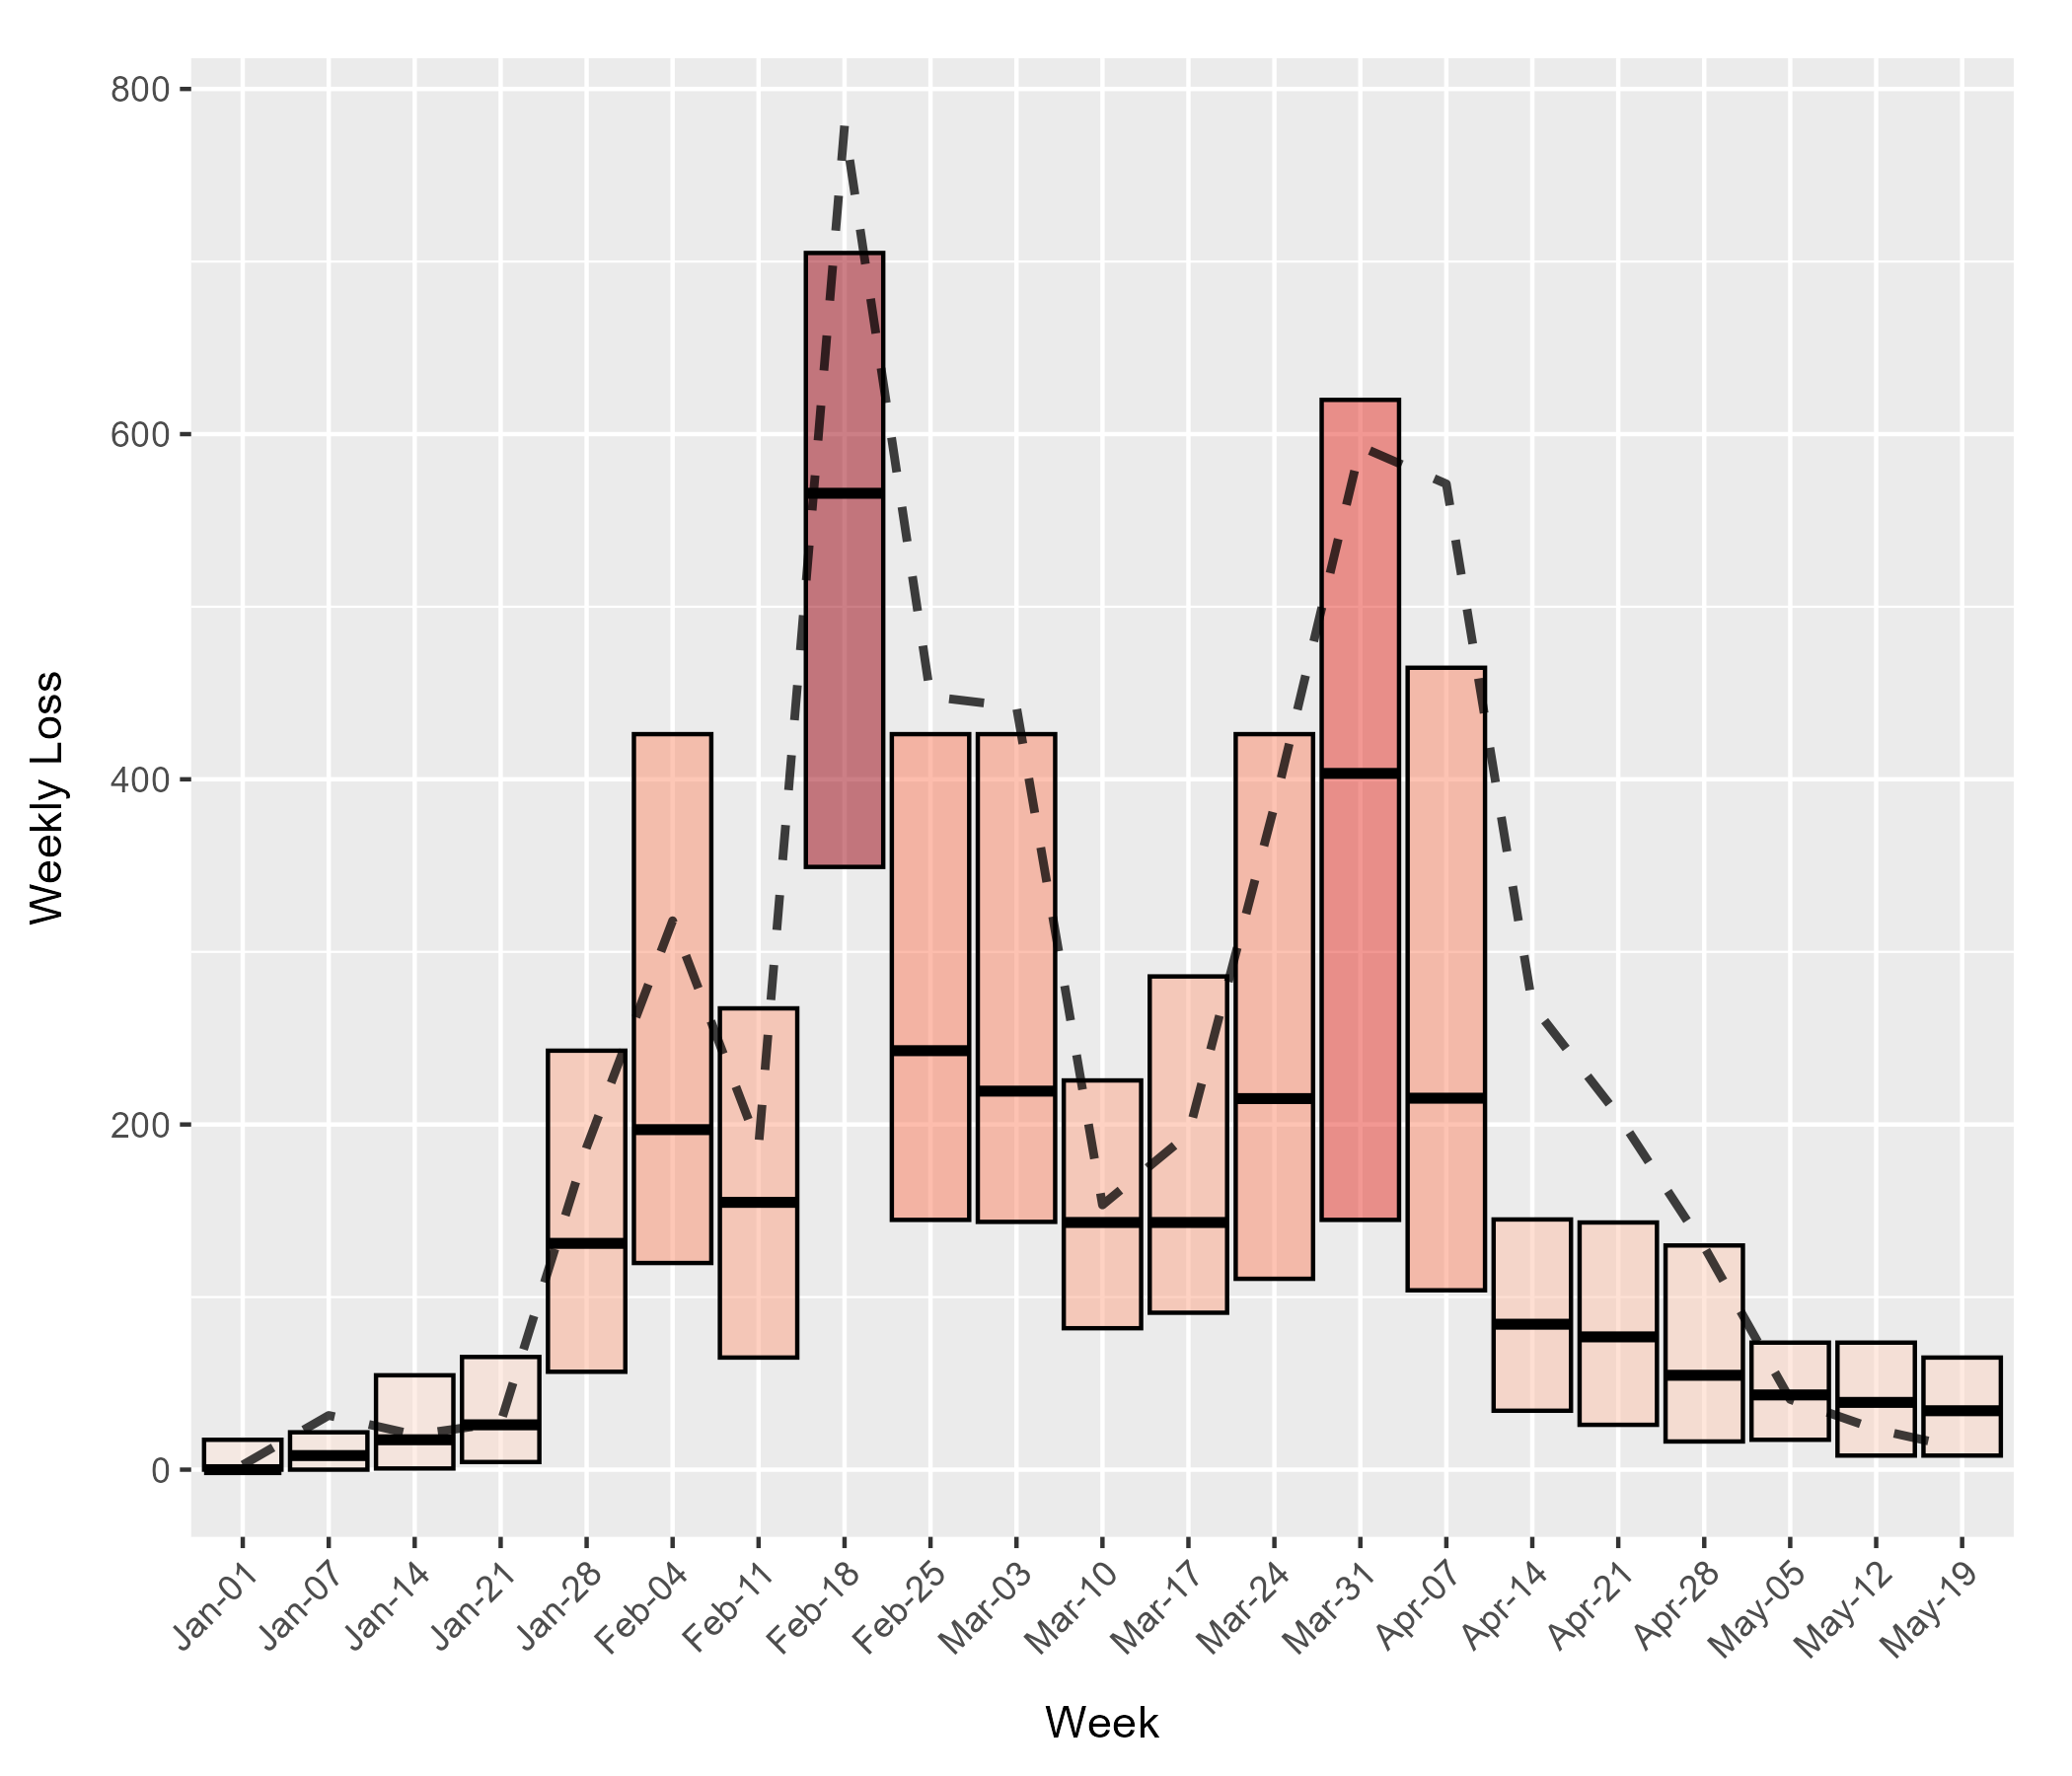 800
600
400
200
0
Weekly Loss
Jan-01
Jan-07
Jan-14
Jan-21
Jan-28
Feb-04
Feb-11
Feb-18
Feb-25
Mar-03
Mar-10
Mar-17
Mar-24
Mar-31
Apr-07
Apr-14
Apr-21
Apr-28
May-05
May-12
May-19
Week